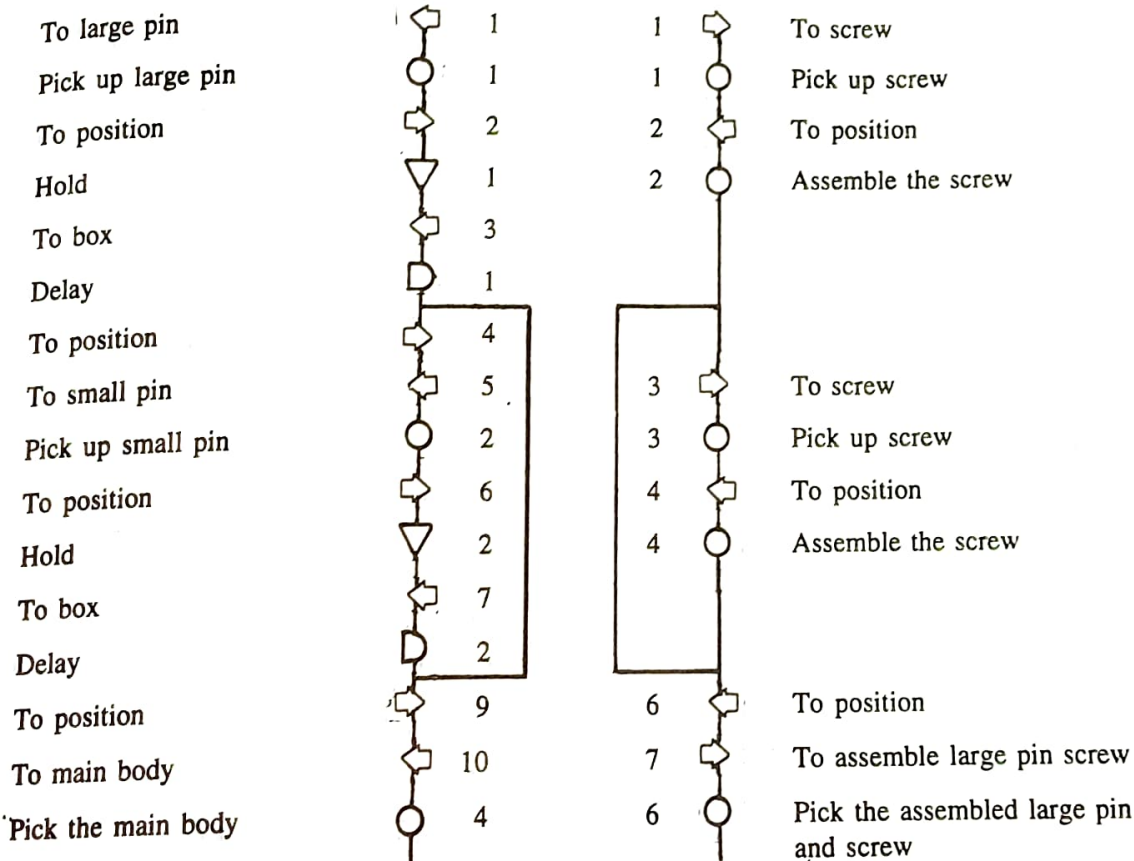 To large pin 1 1 To screw
Pick up large pin 1 1 Pick up screw
To position 2 2 To position
Hold 1 2 Assemble the screw
To box 3
Delay 1
To position 4
To small pin 5 3 To screw
Pick up small pin 2 3 Pick up screw
To position 6 4 To position
Hold 2 4 Assemble the screw
To box 7
Delay 2
To position 9 6 To position
To main body 10 7 To assemble large pin screw
Pick the main body 4 6 Pick the assembled large pin
and screw